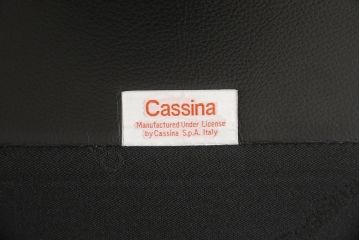 Cassina
Manufactured Under License
by Cassina S.p.A. Italy